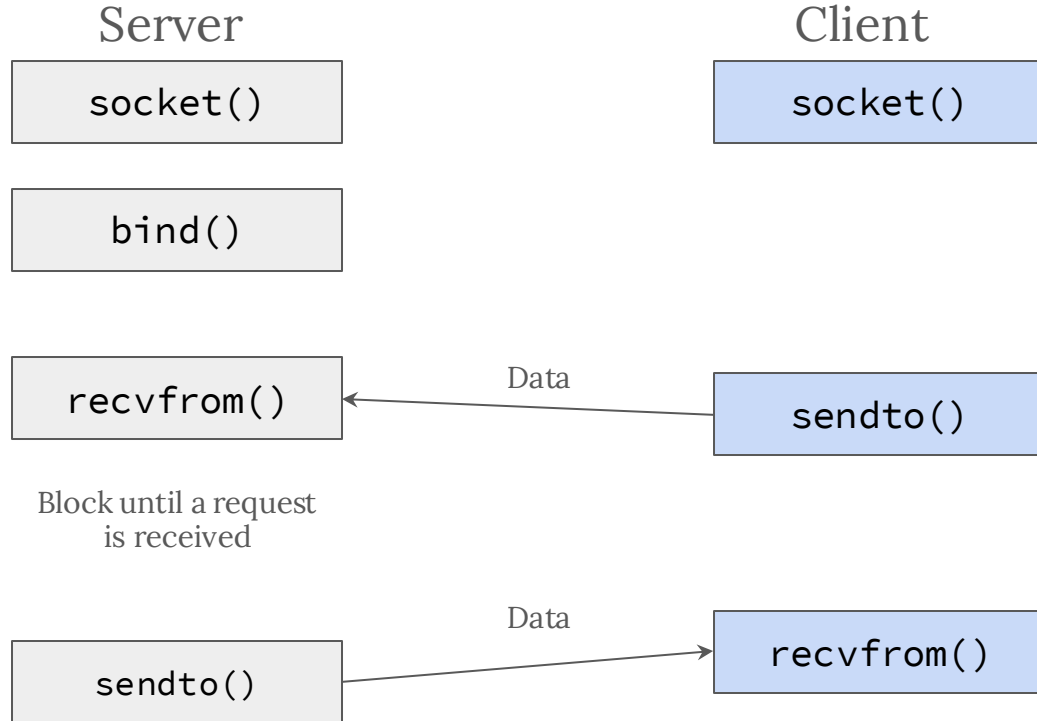 Server
Client
socket()
socket()
bind()
recvfrom()
Data
sendto()
Block until a request
is received
Data
sendto()
recvfrom()